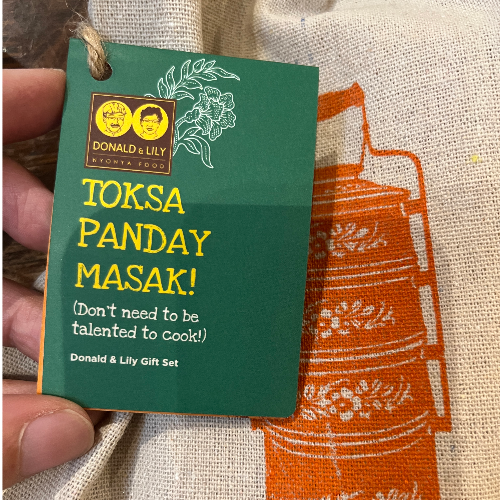 DONALD & LILY
NYONYA FOOD
TOKSA
PANDAY
MASAK!
(Don't need to be
talented to cook!)
Donald & Lily Gift Set